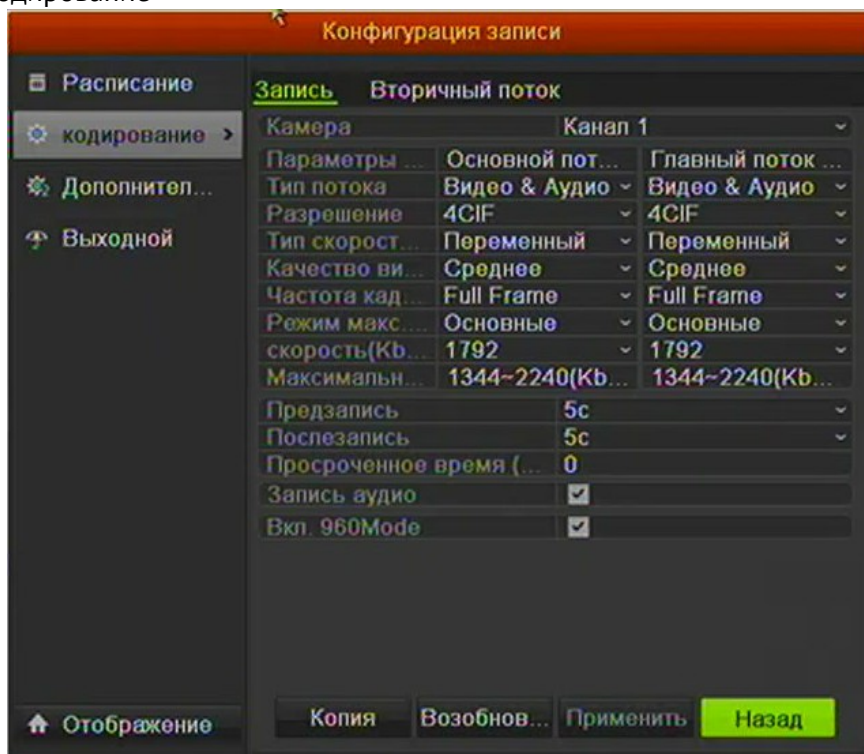 одирование
Конфигурация записи
Расписание
кодирование >
Дополнител...
Выходной
Отображение
Запись Вторичный поток
Камера Канал 1
Параметры ... Основной пот... Главный поток ...
Тип потока Видео & Аудио Видео & Аудио
Разрешение 4CIF 4CIF
Тип скорост... Переменный Переменный
Качество ви... Среднее Среднее
Частота кад... Full Frame Full Frame
Режим макс.... Основные Основные
скорость(Kb... 1792 1792
Максимальн... 1344~2240(Kb... 1344~2240(Kb...
Предзапись 5с
Послезапись 5с
Просроченное время (... 0
Запись аудио
Вкл. 960Mode
Копия Возобнов... Применить Назад